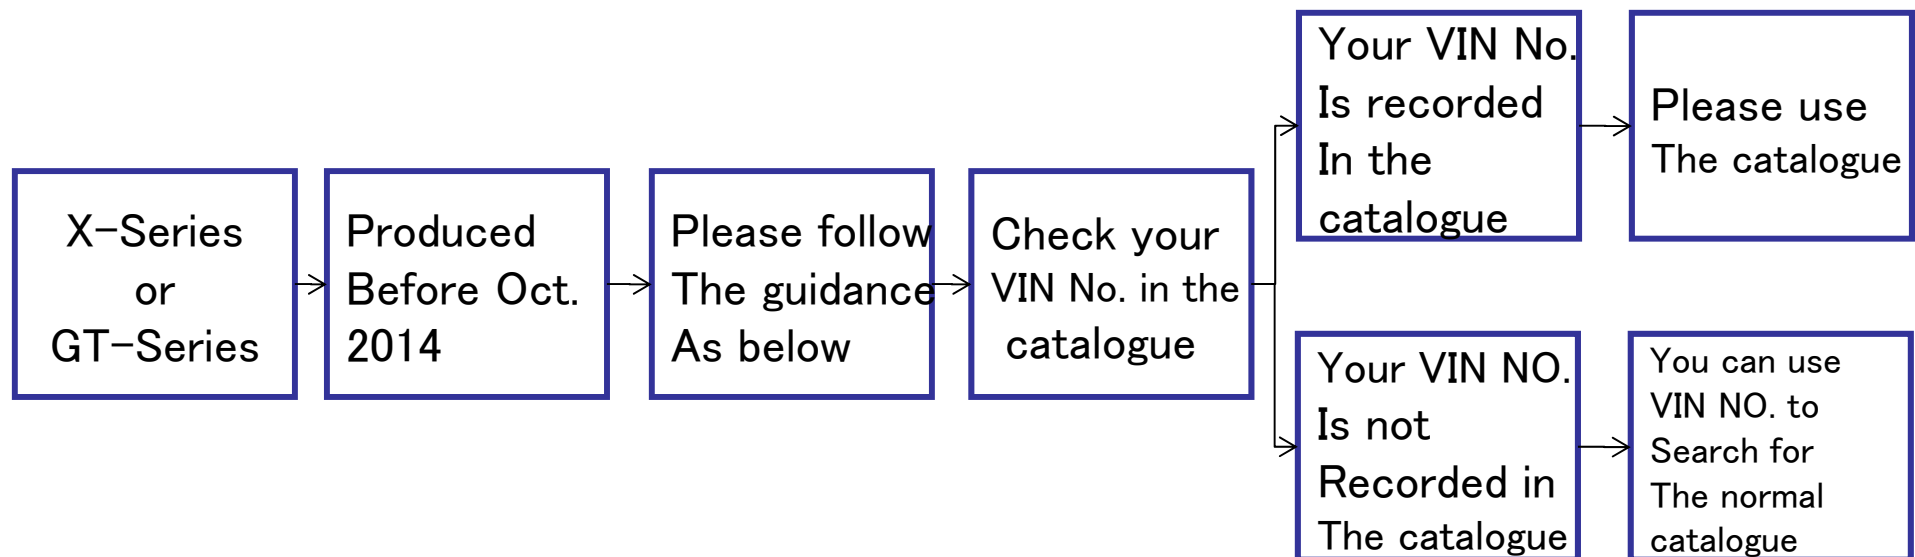 X-Series
or
GT-Series
Produced
Before Oct.
2014
Please follow
The guidance
As below
Check your
VIN No. in the
catalogue
Your VIN No.
Is recorded
In the
catalogue
Please use
The catalogue
Your VIN NO.
Is not
Recorded in
The catalogue
You can use
VIN NO. to
Search for
The normal
catalogue